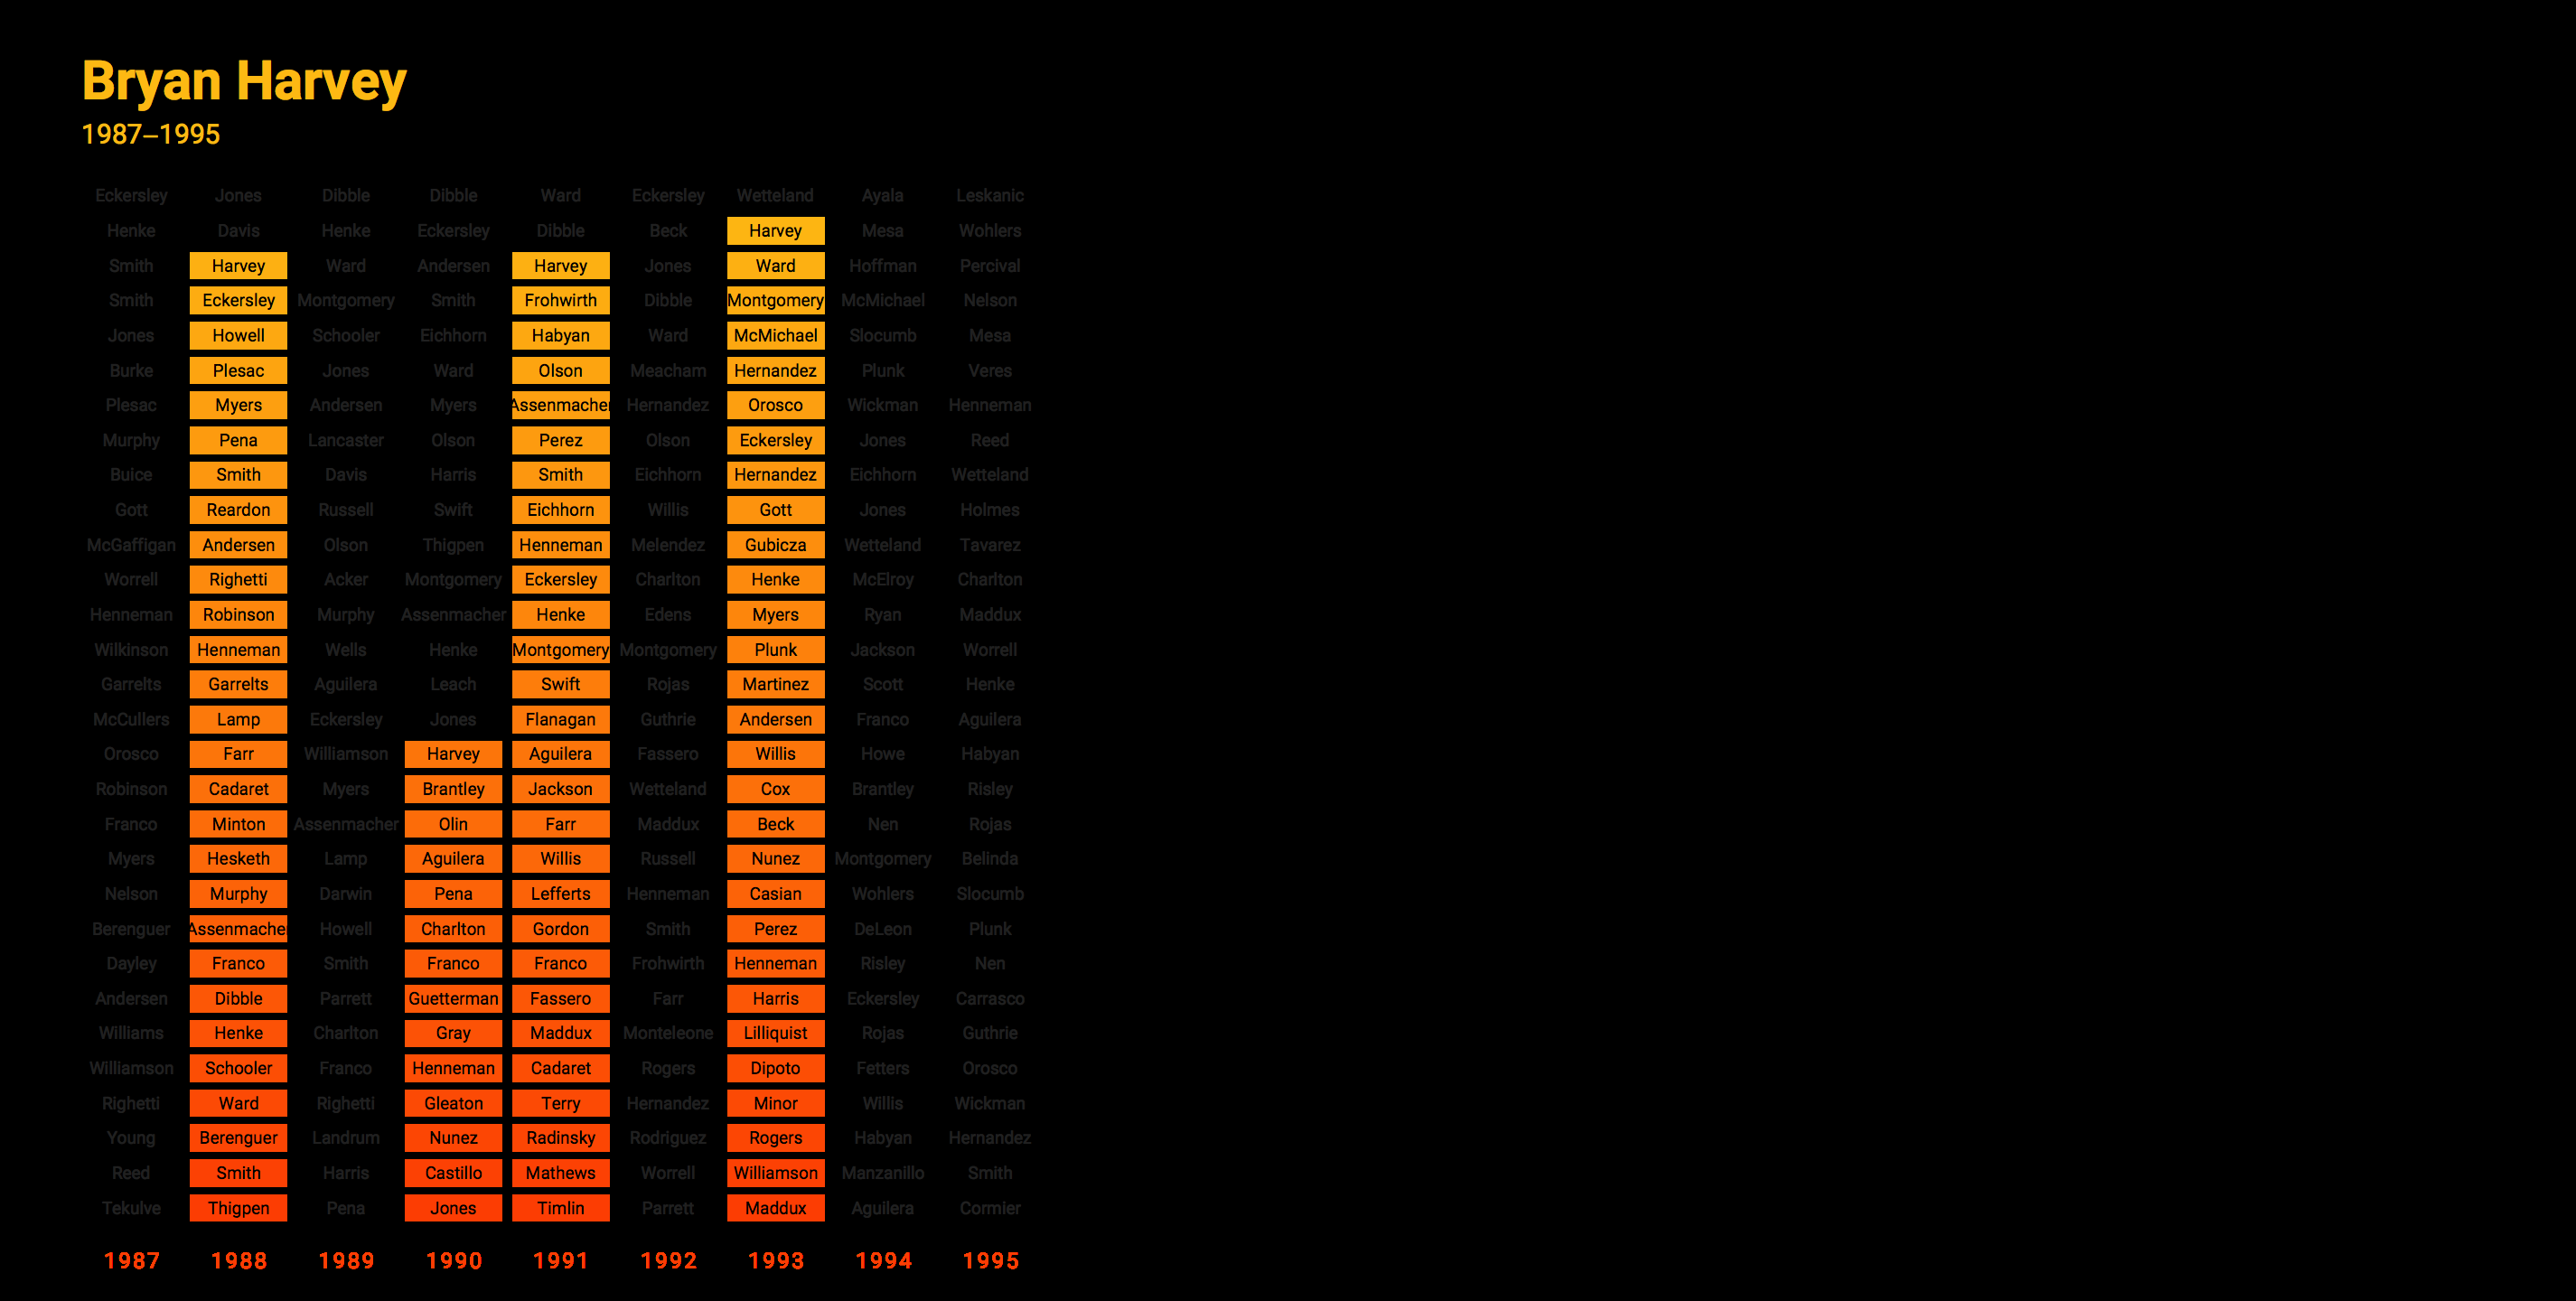 Bryan Harvey
1987–1995
Eckersley Jones Dibble Dibble Ward Eckersley Wetteland Ayala Leskanic
Henke Davis Henke Eckersley Dibble Beck Harvey Mesa Wohlers
Smith Harvey Ward Andersen Harvey Jones Ward Hoffman Percival
Smith Eckersley Montgomery Smith Frohwirth Dibble Montgomery McMichael Nelson
Jones Howell Schooler Eichhorn Habyan Ward McMichael Slocumb Mesa
Burke Plesac Jones Ward Olson Meacham Hernandez Plunk Veres
Plesac Myers Andersen Myers Assenmacher Hernandez Orosco Wickman Henneman
Murphy Pena Lancaster Olson Perez Olson Eckersley Jones Reed
Buice Smith Davis Harris Smith Eichhorn Hernandez Eichhorn Wetteland
Gott Reardon Russell Swift Eichhorn Willis Gott Jones Holmes
McGaffigan Andersen Olson Thigpen Henneman Melendez Gubicza Wetteland Tavarez
Worrell Righetti Acker Montgomery Eckersley Charlton Henke McElroy Charlton
Henneman Robinson Murphy Assenmacher Henke Edens Myers Ryan Maddux
Wilkinson Henneman Wells Henke Montgomery Montgomery Plunk Jackson Worrell
Garrelts Garrelts Aguilera Leach Swift Rojas Martinez Scott Henke
McCullers Lamp Eckersley Jones Flanagan Guthrie Andersen Franco Aguilera
Orosco Farr Williamson Harvey Aguilera Fassero Willis Howe Habyan
Robinson Cadaret Myers Brantley Jackson Wetteland Cox Brantley Risley
Franco Minton Assenmacher Olin Farr Maddux Beck Nen Rojas
Myers Hesketh Lamp Aguilera Willis Russell Nunez Montgomery Belinda
Nelson Murphy Darwin Pena Lefferts Henneman Casian Wohlers Slocumb
Berenguer Assenmacher Howell Charlton Gordon Smith Perez DeLeon Plunk
Dayley Franco Smith Franco Franco Frohwirth Henneman Risley Nen
Andersen Dibble Parrett Guetterman Fassero Farr Harris Eckersley Carrasco
Williams Henke Charlton Gray Maddux Monteleone Lilliquist Rojas Guthrie
Williamson Schooler Franco Henneman Cadaret Rogers Dipoto Fetters Orosco
Righetti Ward Righetti Gleaton Terry Hernandez Minor Willis Wickman
Young Berenguer Landrum Nunez Radinsky Rodriguez Rogers Habyan Hernandez
Reed Smith Harris Castillo Mathews Worrell Williamson Manzanillo Smith
Tekulve Thigpen Pena Jones Timlin Parrett Maddux Aguilera Cormier
1987 1988 1989 1990 1991 1992 1993 1994 1995